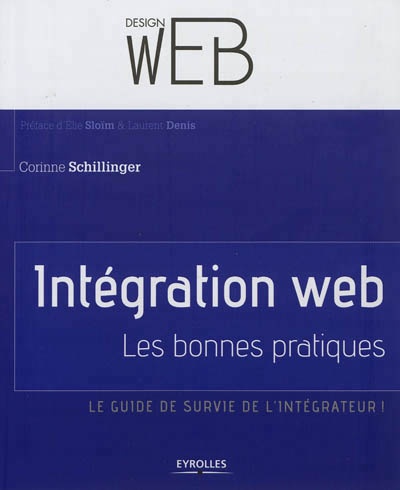 DESIGN
WEB
Préface d'Élie Sloïm & Laurent Denis
Corinne Schillinger
Intégration web
Les bonnes pratiques
LE GUIDE DE SURVIE DE L'INTÉGRATEUR !
EYROLLES